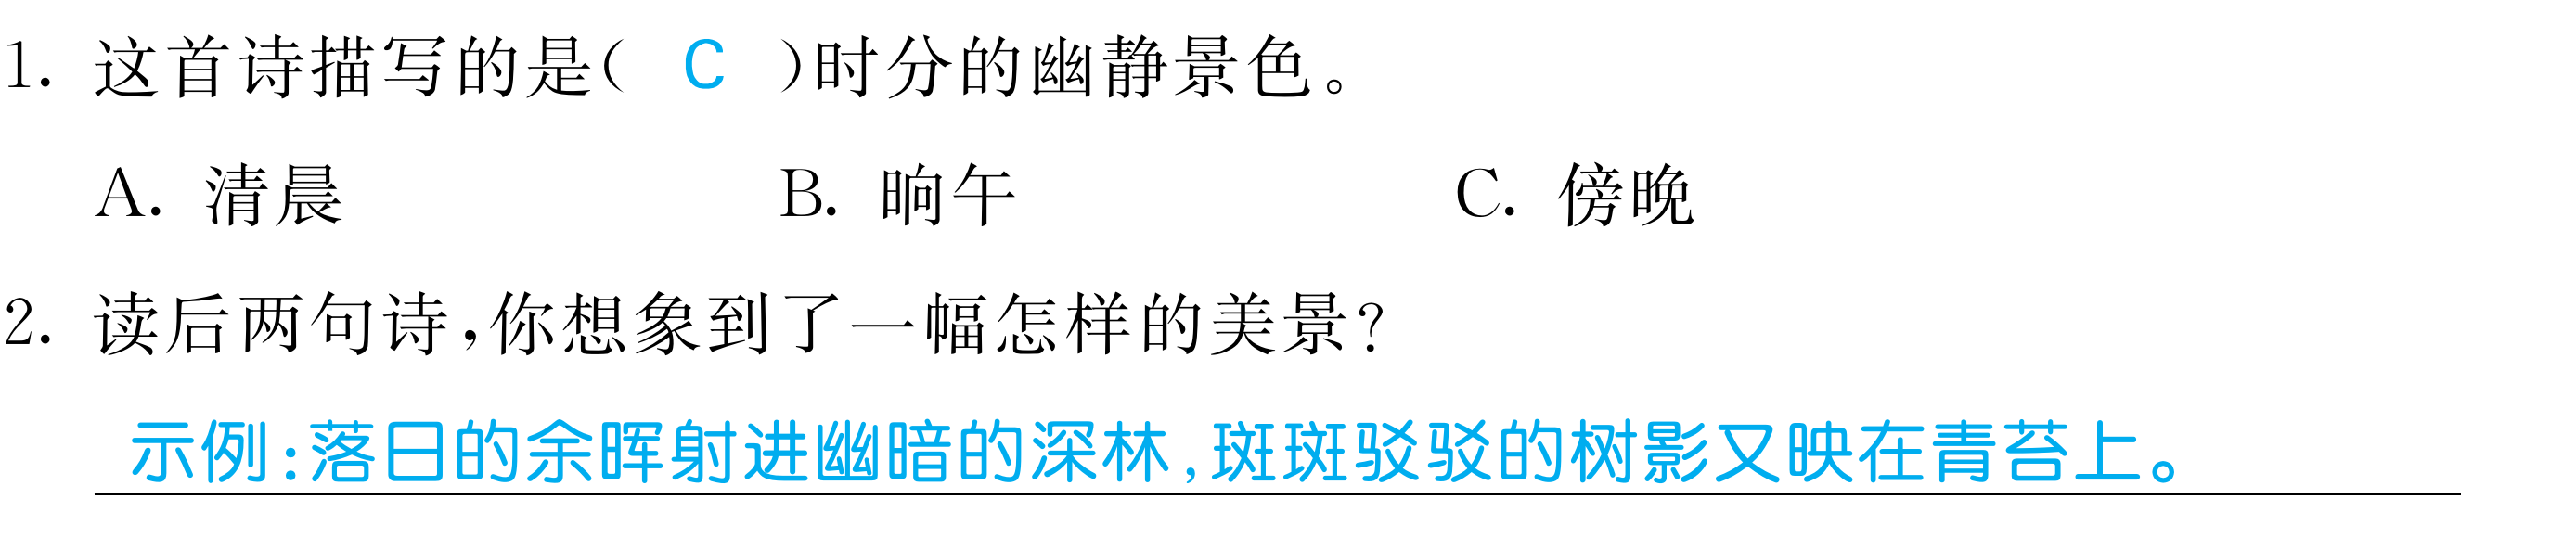 1. 这首诗描写的是( C )时分的幽静景色。
A. 清晨 B. 晌午 C. 傍晚
2. 读后两句诗,你想象到了一幅怎样的美景?
示例:落日的余晖射进幽暗的深林,斑斑驳驳的树影又映在青苔上。